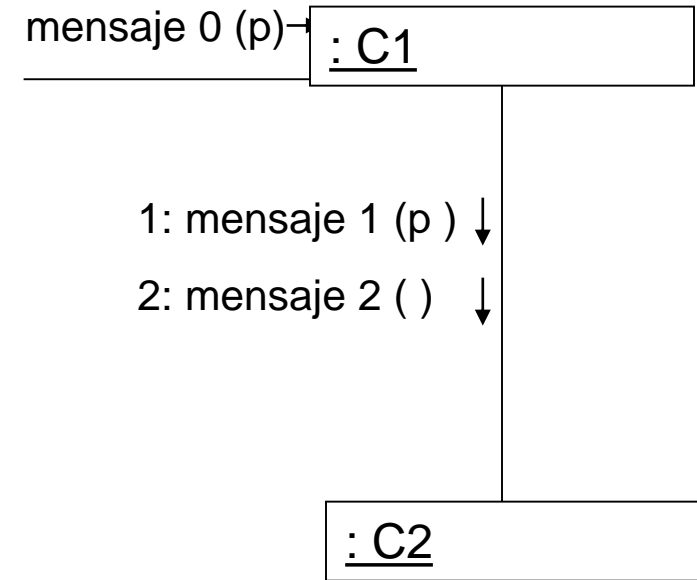 mensaje 0 (p)
: C1
1: mensaje 1 (p )
2: mensaje 2 ( )
: C2